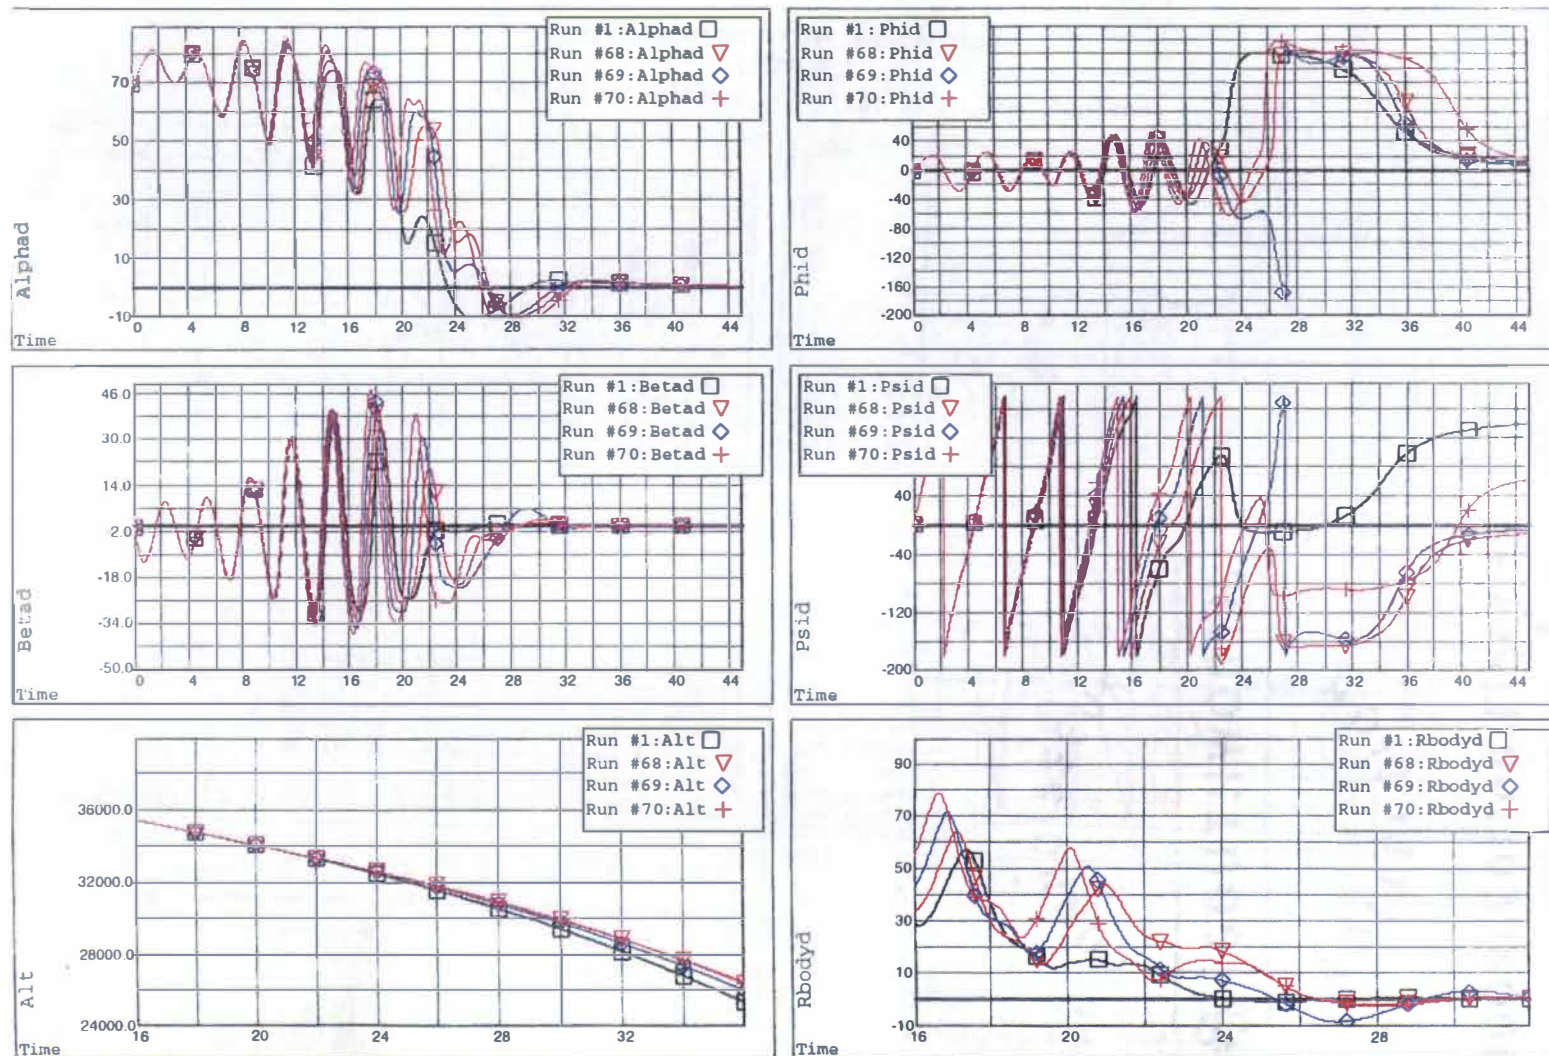 Run #1:Alphad
Run #68:Alphad
Run #69:Alphad
Run #70:Alphad
70
50
30
10
-10
0 4 8 12 16 20 24 28 32 36 40 44
Alphad
Time
Run #1:Phid
Run #68:Phid
Run #69:Phid
Run #70:Phid
40
0
-40
-80
-120
-160
-200
0 4 8 12 16 20 24 28 32 36 40 44
Phid
Time
Run #1:Betad
Run #68:Betad
Run #69:Betad
Run #70:Betad
46.0
30.0
14.0
-2.0
-18.0
-34.0
-50.0
0 4 8 12 16 20 24 28 32 36 40 44
Betad
Time
Run #1:Psid
Run #68:Psid
Run #69:Psid
Run #70:Psid
40
-40
-120
-200
0 4 8 12 16 20 24 28 32 36 40 44
Psid
Time
Run #1:Alt
Run #68:Alt
Run #69:Alt
Run #70:Alt
36000.0
32000.0
28000.0
24000.0
16 20 24 28 32
Alt
Time
Run #1:Rbodyd
Run #68:Rbodyd
Run #69:Rbodyd
Run #70:Rbodyd
90
70
50
30
10
-10
16 20 24 28
Rbodyd
Time